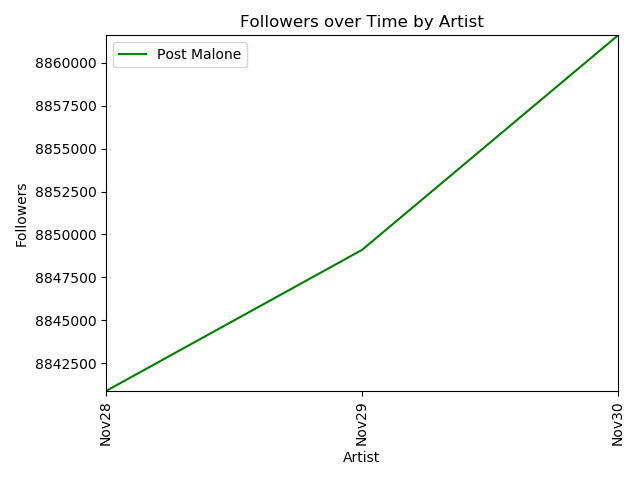 Followers over Time by Artist
Post Malone
8860000
8857500
8855000
8852500
8850000
8847500
8845000
8842500
Followers
Nov28
Nov29
Nov30
Artist